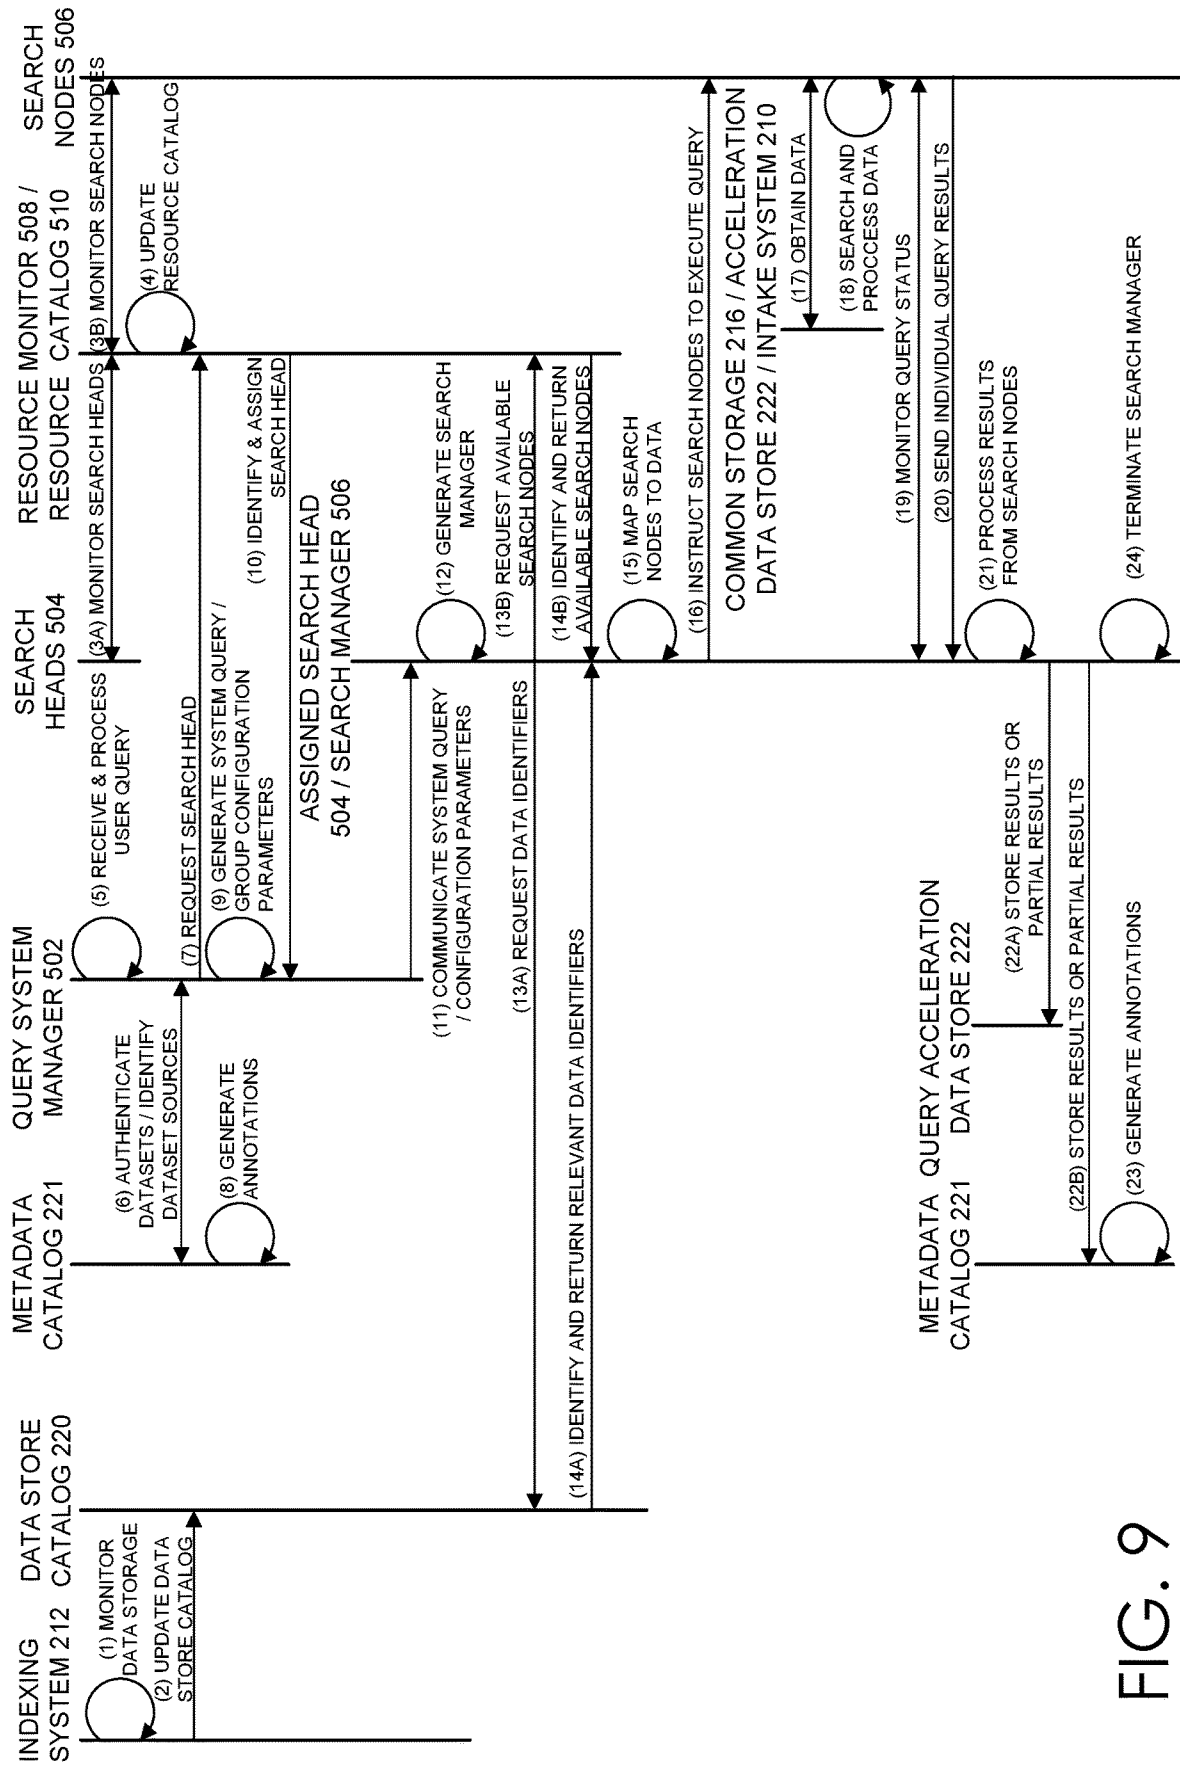 INDEXING
SYSTEM 212
DATA STORE
CATALOG 220
METADATA
CATALOG 221
QUERY SYSTEM
MANAGER 502
SEARCH
HEADS 504
RESOURCE MONITOR 508 /
RESOURCE CATALOG 510
SEARCH
NODES 506
(1) MONITOR
DATA STORAGE
(2) UPDATE DATA
STORE CATALOG
(3A) MONITOR SEARCH HEADS
(3B) MONITOR SEARCH NODES
(4) UPDATE
RESOURCE CATALOG
(5) RECEIVE & PROCESS
USER QUERY
(6) AUTHENTICATE
DATASETS / IDENTIFY
DATASET SOURCES
(7) REQUEST SEARCH HEAD
(8) GENERATE
ANNOTATIONS
(9) GENERATE SYSTEM QUERY /
GROUP CONFIGURATION
PARAMETERS
(10) IDENTIFY & ASSIGN
SEARCH HEAD
ASSIGNED SEARCH HEAD
504 / SEARCH MANAGER 506
(11) COMMUNICATE SYSTEM QUERY
/ CONFIGURATION PARAMETERS
(12) GENERATE SEARCH
MANAGER
(13A) REQUEST DATA IDENTIFIERS
(13B) REQUEST AVAILABLE
SEARCH NODES
(14A) IDENTIFY AND RETURN RELEVANT DATA IDENTIFIERS
(14B) IDENTIFY AND RETURN
AVAILABLE SEARCH NODES
(15) MAP SEARCH
NODES TO DATA
(16) INSTRUCT SEARCH NODES TO EXECUTE QUERY
COMMON STORAGE 216 / ACCELERATION
DATA STORE 222 / INTAKE SYSTEM 210
(17) OBTAIN DATA
(18) SEARCH AND
PROCCESS DATA
(19) MONITOR QUERY STATUS
(20) SEND INDIVIDUAL QUERY RESULTS
METADATA
CATALOG 221
QUERY ACCELERATION
DATA STORE 222
(21) PROCESS RESULTS
FROM SEARCH NODES
(22A) STORE RESULTS OR
PARTIAL RESULTS
(22B) STORE RESULTS OR PARTIAL RESULTS
(23) GENERATE ANNOTATIONS
(24) TERMINATE SEARCH MANAGER
FIG. 9